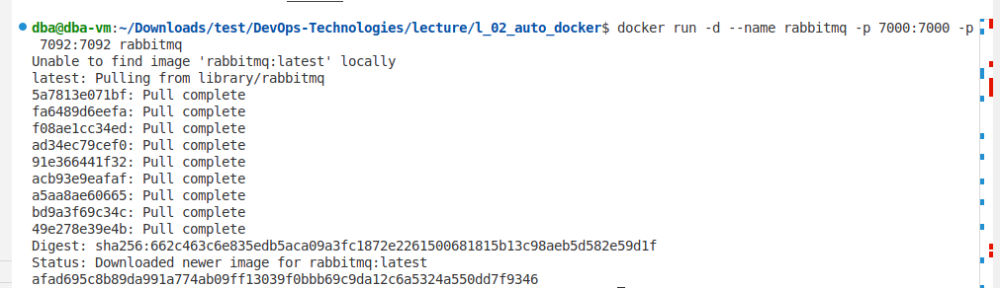 dba@dba-vm:~/Downloads/test/DevOps-Technologies/lecture/l_02_auto_docker$ docker run -d --name rabbitmq -p 7000:7000 -p
7092:7092 rabbitmq
Unable to find image 'rabbitmq:latest' locally
latest: Pulling from library/rabbitmq
5a7813e071bf: Pull complete
fa6489d6eefa: Pull complete
f08ae1cc34ed: Pull complete
ad34ec79cef0: Pull complete
91e366441f32: Pull complete
acb93e9eafaf: Pull complete
a5aa8ae60665: Pull complete
bd9a3f69c34c: Pull complete
49e278e39e4b: Pull complete
Digest: sha256:662c463c6e835edb5aca09a3fc1872e2261500681815b13c98aeb5d582e59d1f
Status: Downloaded newer image for rabbitmq:latest
afad695c8b89da991a774ab09ff13039f0bbb69c9da12c6a5324a550dd7f9346